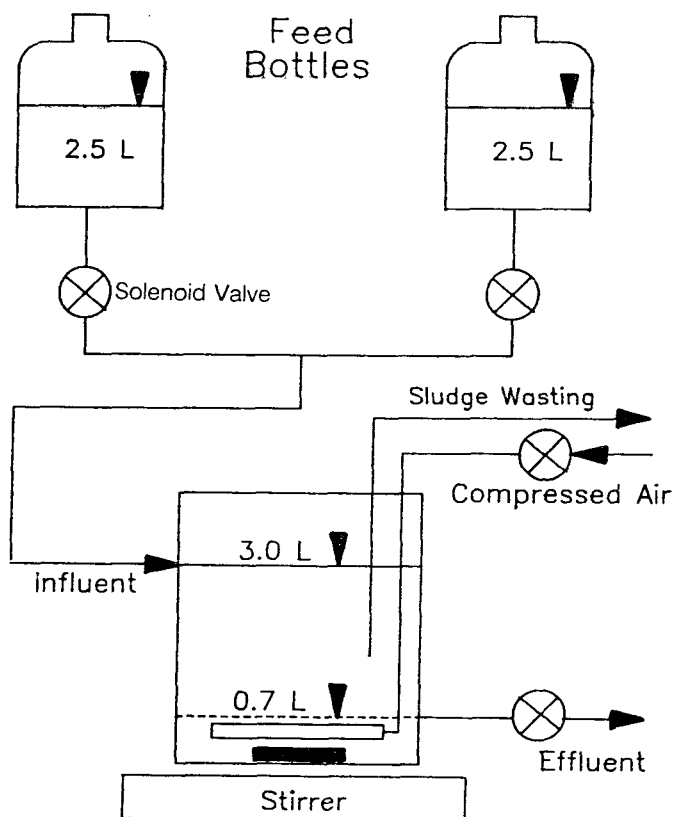 Feed
Bottles
2.5 L
2.5 L
Solenoid Valve
Sludge Wasting
Compressed Air
3.0 L
influent
0.7 L
Effluent
Stirrer